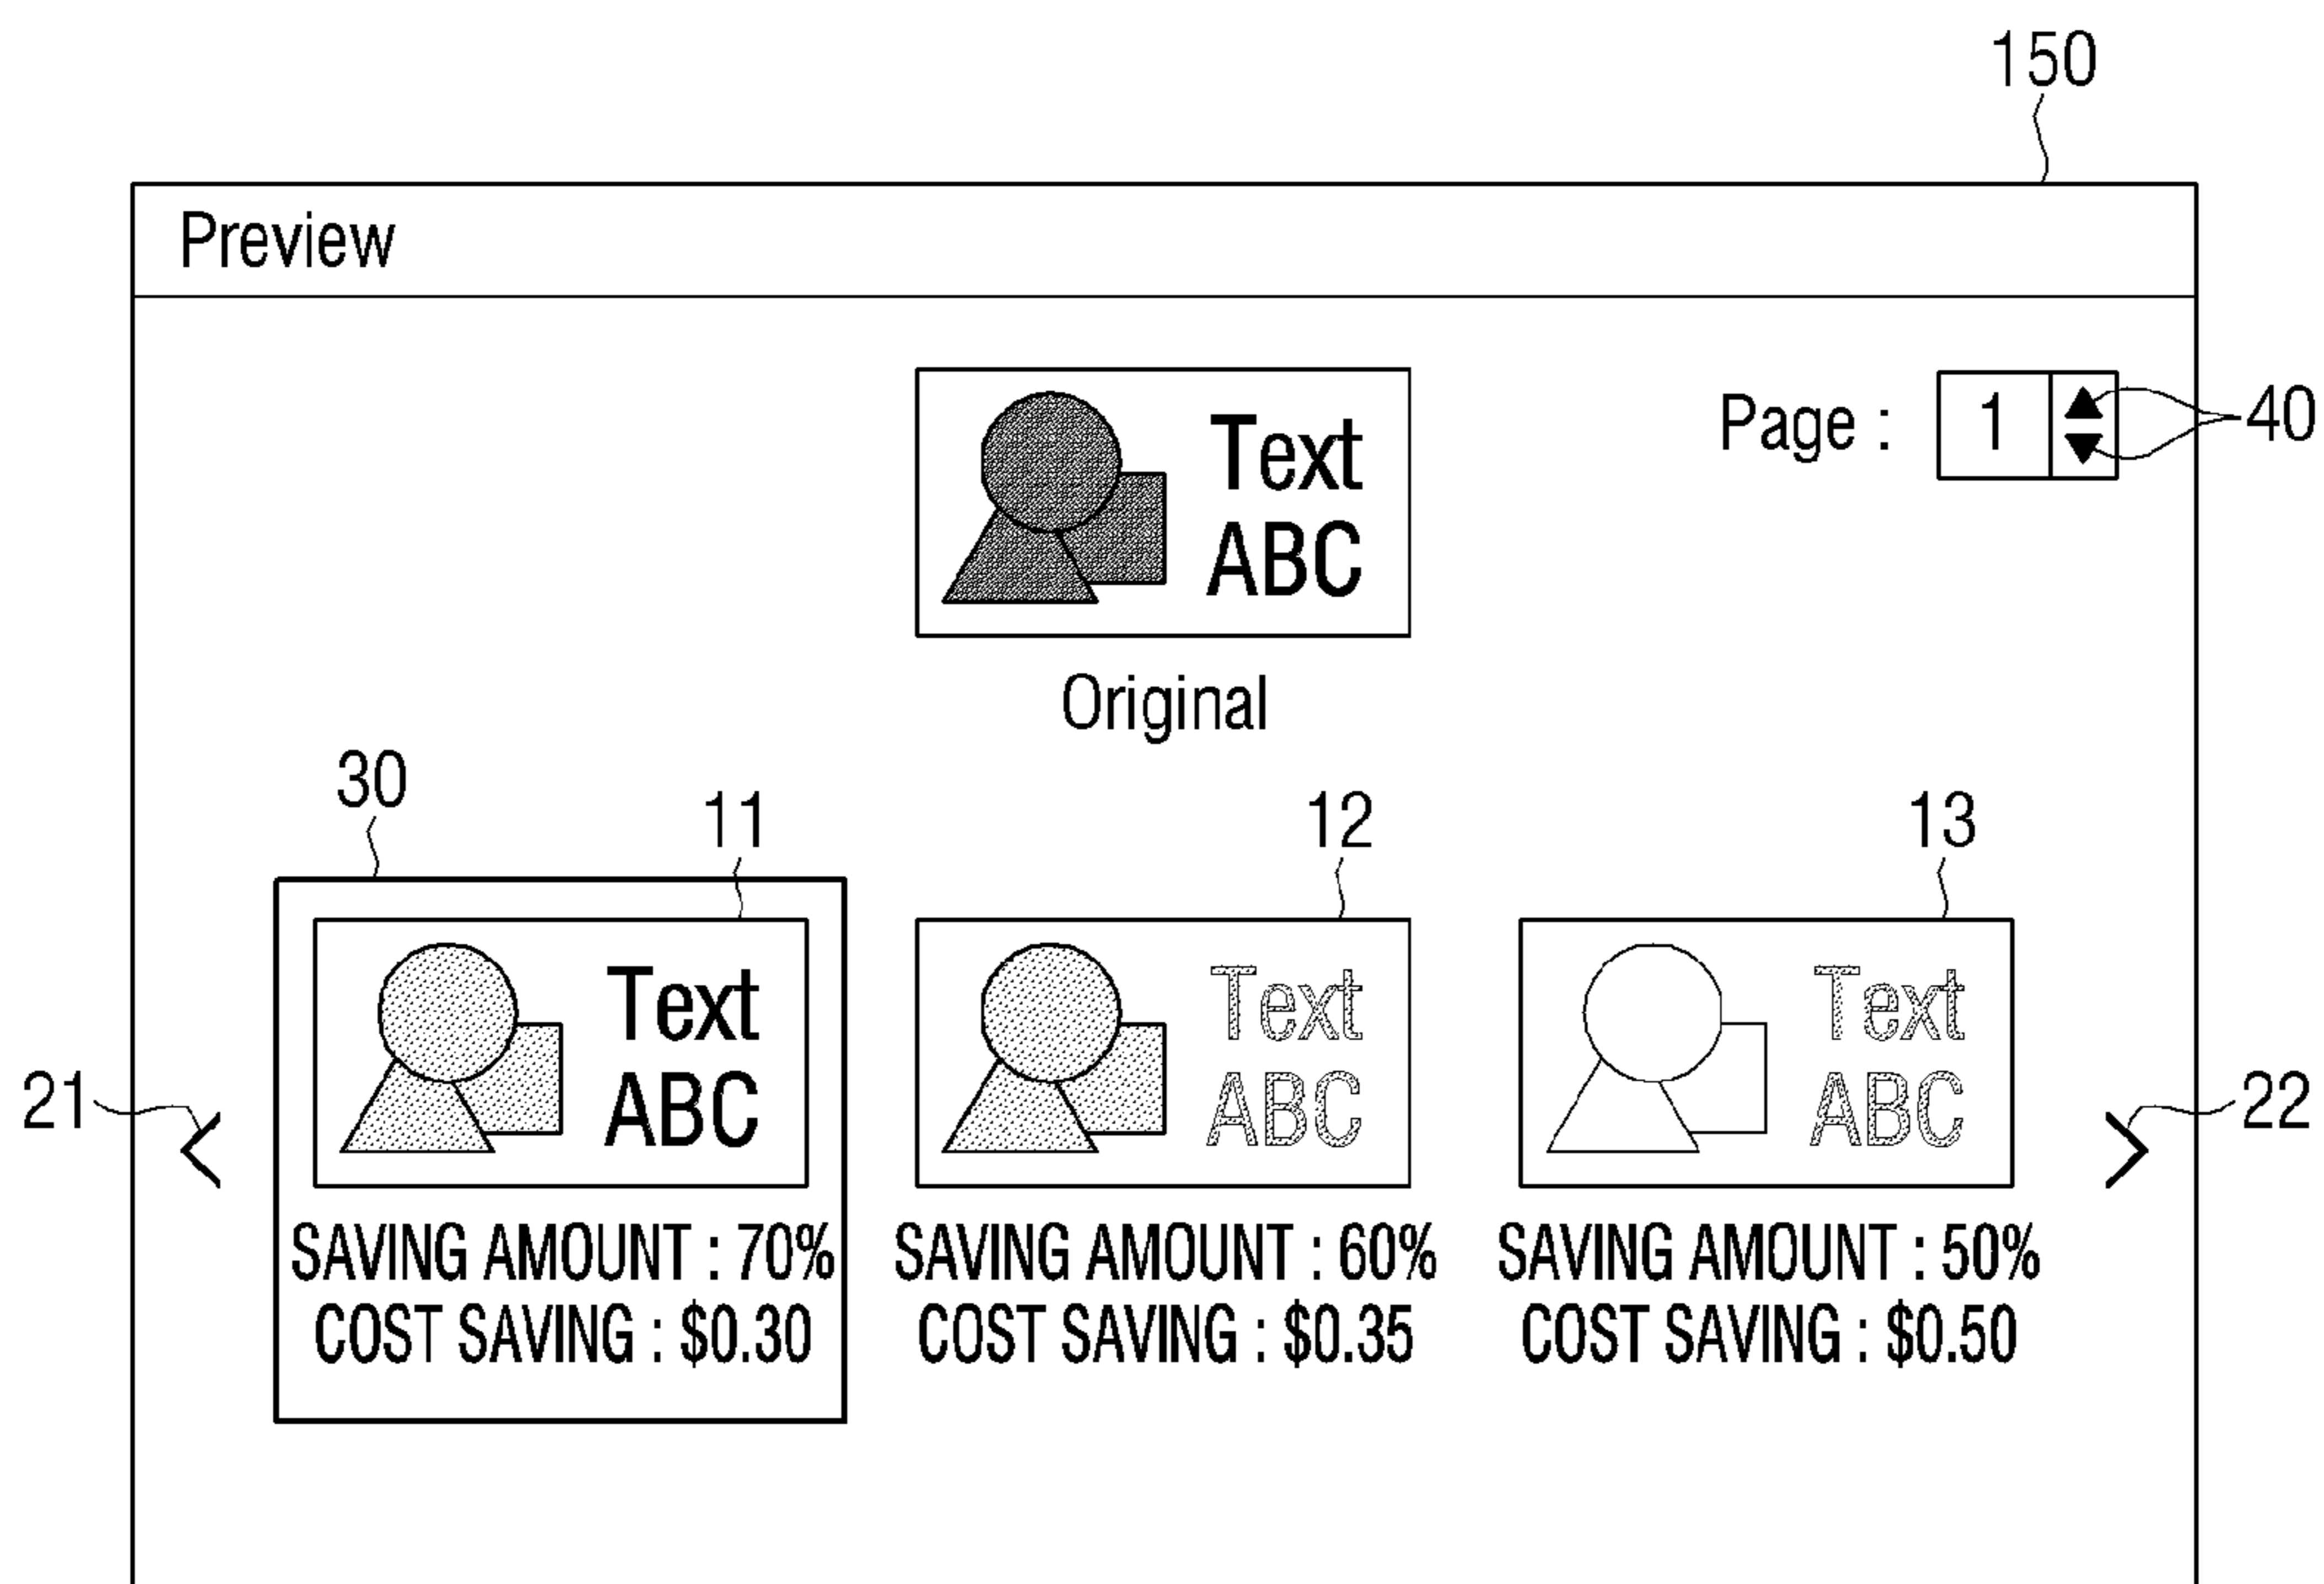 150
Preview
Text
ABC
Page : 1
40
Original
30
11
12
13
Text
ABC
Text
ABC
Text
ABC
21
22
SAVING AMOUNT : 70%
COST SAVING : $0.30
SAVING AMOUNT : 60%
COST SAVING : $0.35
SAVING AMOUNT : 50%
COST SAVING : $0.50